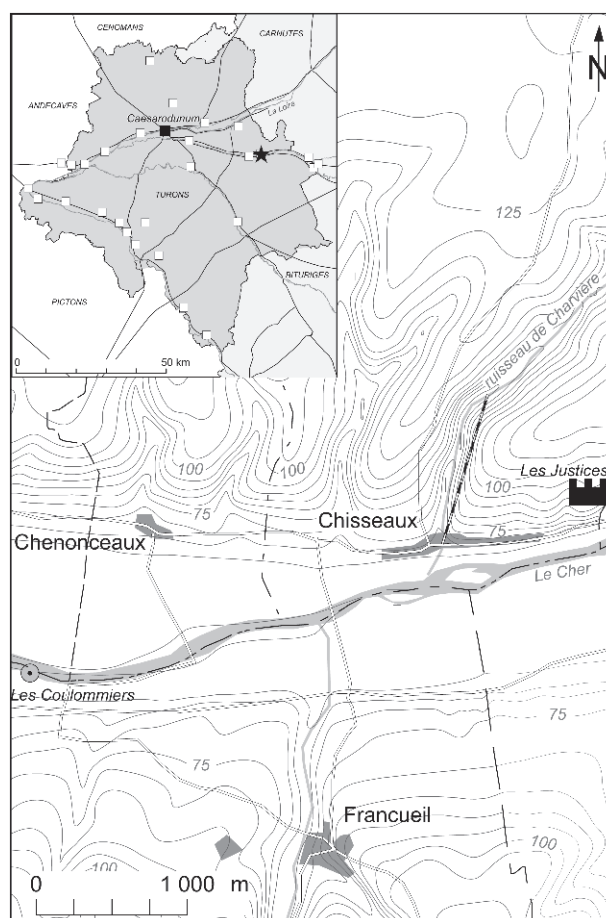 CENOMANS
CARNUTES
ANDECAVES
Caesarodunum
La Loire
TURONS
PICTONS
BITURIGES
0 50 km
N
125
ruisseau de Charvière
100
100
100
Les Justices
75
75
Chisseaux
Chenonceaux
Le Cher
Les Coulommiers
75
75
Francueil
100
100
0 1 000 m